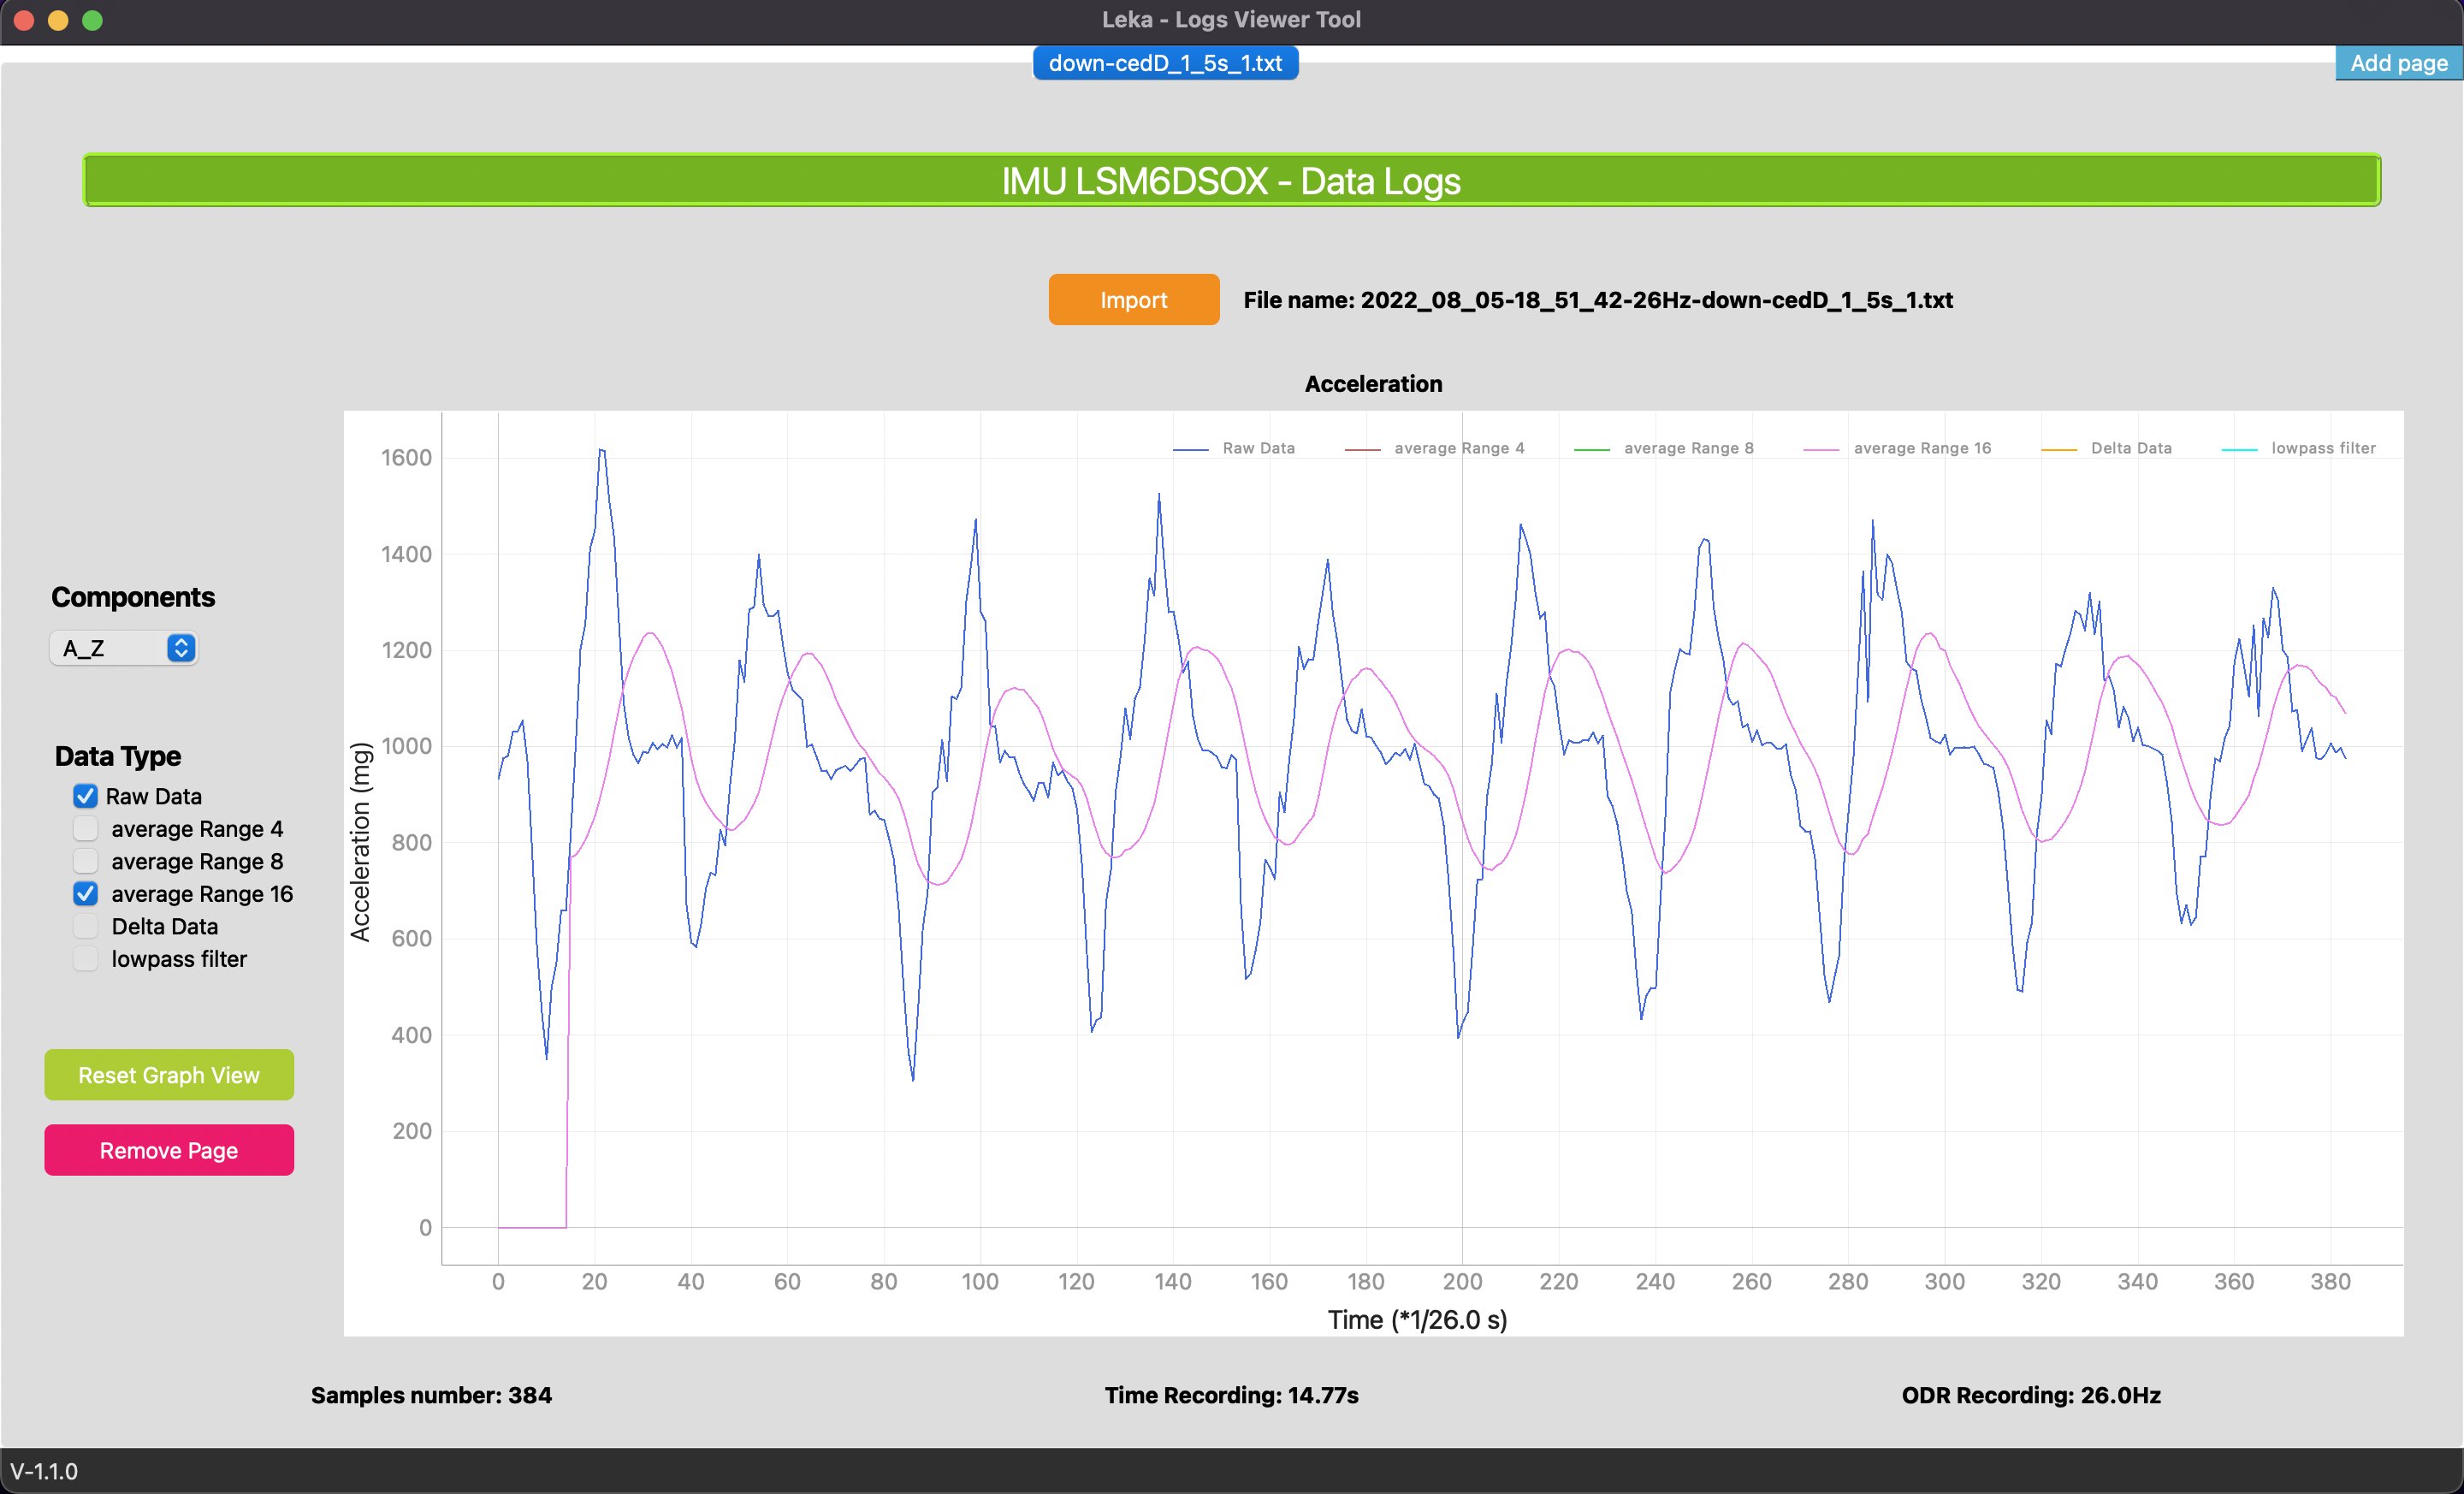 Leka - Logs Viewer Tool
down-cedD_1_5s_1.txt
Add page
IMU LSM6DSOX - Data Logs
Import
File name: 2022_08_05-18_51_42-26Hz-down-cedD_1_5s_1.txt
Acceleration
Components
A_Z
Data Type
Raw Data
average Range 4
average Range 8
average Range 16
Delta Data
lowpass filter
Reset Graph View
Remove Page
Raw Data average Range 4 average Range 8 average Range 16 Delta Data lowpass filter
Acceleration (mg)
1600
1400
1200
1000
800
600
400
200
0
0 20 40 60 80 100 120 140 160 180 200 220 240 260 280 300 320 340 360 380
Time (*1/26.0 s)
Samples number: 384
Time Recording: 14.77s
ODR Recording: 26.0Hz
V-1.1.0